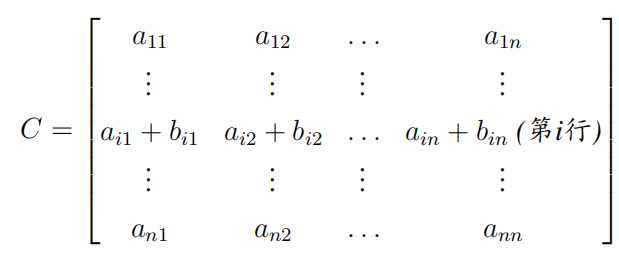 a11 a12 … a1n
⋮ ⋮ ⋮ ⋮
C = ai1 + bi1 ai2 + bi2 … ain + bin (第i行)
⋮ ⋮ ⋮ ⋮
an1 an2 … ann